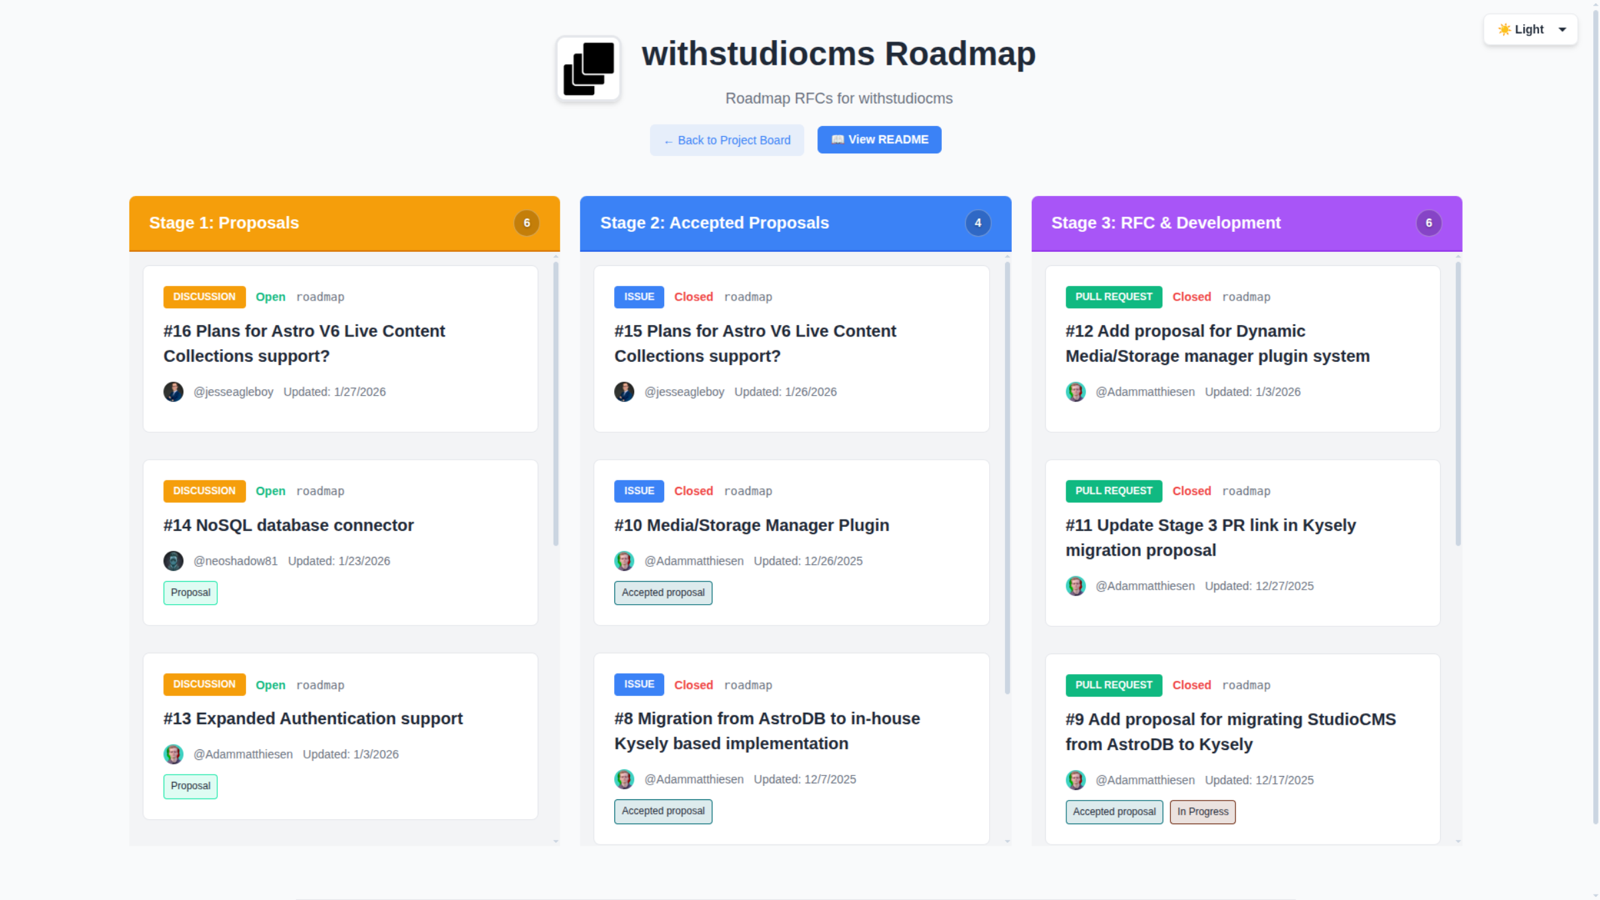 ☀️ Light
withstudiocms Roadmap
Roadmap RFCs for withstudiocms
← Back to Project Board
📖 View README
Stage 1: Proposals
6
DISCUSSION Open roadmap
#16 Plans for Astro V6 Live Content
Collections support?
@jesseagleboy Updated: 1/27/2026
DISCUSSION Open roadmap
#14 NoSQL database connector
@neoshadow81 Updated: 1/23/2026
Proposal
DISCUSSION Open roadmap
#13 Expanded Authentication support
@Adammatthiesen Updated: 1/3/2026
Proposal
Stage 2: Accepted Proposals
4
ISSUE Closed roadmap
#15 Plans for Astro V6 Live Content
Collections support?
@jesseagleboy Updated: 1/26/2026
ISSUE Closed roadmap
#10 Media/Storage Manager Plugin
@Adammatthiesen Updated: 12/26/2025
Accepted proposal
ISSUE Closed roadmap
#8 Migration from AstroDB to in-house
Kysely based implementation
@Adammatthiesen Updated: 12/7/2025
Accepted proposal
Stage 3: RFC & Development
6
PULL REQUEST Closed roadmap
#12 Add proposal for Dynamic
Media/Storage manager plugin system
@Adammatthiesen Updated: 1/3/2026
PULL REQUEST Closed roadmap
#11 Update Stage 3 PR link in Kysely
migration proposal
@Adammatthiesen Updated: 12/27/2025
PULL REQUEST Closed roadmap
#9 Add proposal for migrating StudioCMS
from AstroDB to Kysely
@Adammatthiesen Updated: 12/17/2025
Accepted proposal In Progress